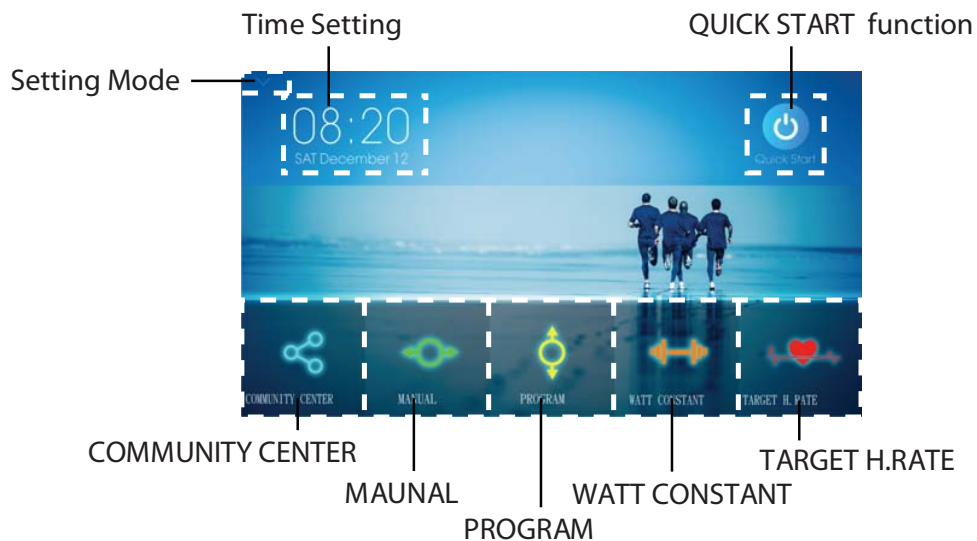 Time Setting
QUICK START function
Setting Mode
08:20
SAT December 12
Quick Start
COMMUNITY CENTER
MANUAL
PROGRAM
WATT CONSTANT
TARGET H.RATE
COMMUNITY CENTER
TARGET H.RATE
MAUNAL
WATT CONSTANT
PROGRAM